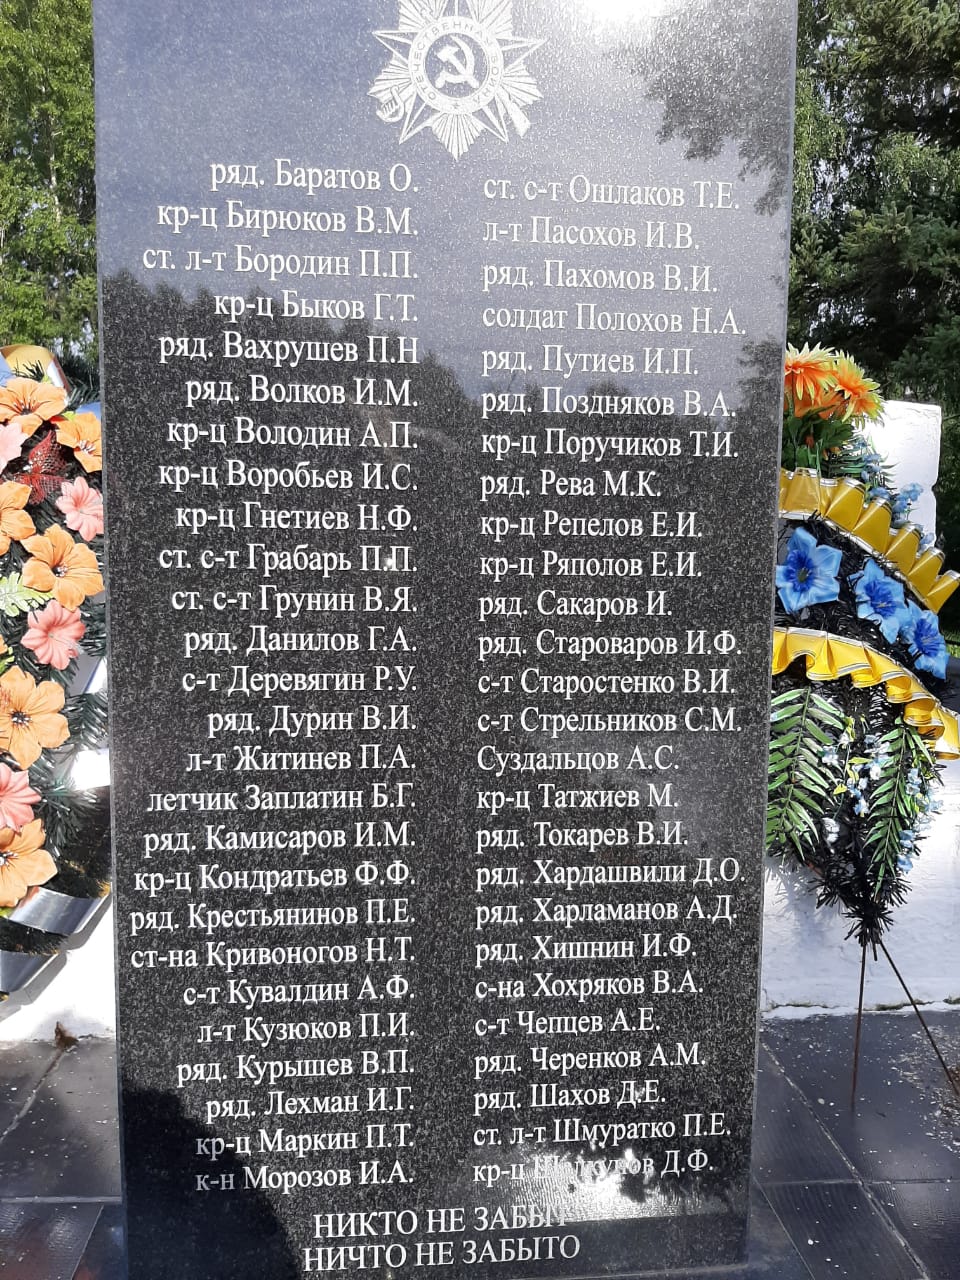 ОТЕЧЕСТВЕННАЯ
ряд. Баратов О.
кр-ц Бирюков В.М.
ст. л-т Бородин П.П.
кр-ц Быков Г.Т.
ряд. Вахрушев П.Н
ряд. Волков И.М.
кр-ц Володин А.П.
кр-ц Воробьев И.С.
кр-ц Гнетиев Н.Ф.
ст. с-т Грабарь П.П.
ст. с-т Грунин В.Я.
ряд. Данилов Г.А.
с-т Деревягин Р.У.
ряд. Дурин В.И.
л-т Житинев П.А.
летчик Заплатин Б.Г.
ряд. Камисаров И.М.
кр-ц Кондратьев Ф.Ф.
ряд. Крестьянинов П.Е.
ст-на Кривоногов Н.Т.
с-т Кувалдин А.Ф.
л-т Кузюков П.И.
ряд. Курышев В.П.
ряд. Лехман И.Г.
кр-ц Маркин П.Т.
к-н Морозов И.А.
ст. с-т Ошлаков Т.Е.
л-т Пасохов И.В.
ряд. Пахомов В.И.
солдат Полохов Н.А.
ряд. Путиев И.П.
ряд. Поздняков В.А.
кр-ц Поручиков Т.И.
ряд. Рева М.К.
кр-ц Репелов Е.И.
кр-ц Ряполов Е.И.
ряд. Сакаров И.
ряд. Староваров И.Ф.
с-т Старостенко В.И.
с-т Стрельников С.М.
Суздальцов А.С.
кр-ц Татжиев М.
ряд. Токарев В.И.
ряд. Хардашвили Д.О.
ряд. Харламанов А.Д.
ряд. Хишнин И.Ф.
с-на Хохряков В.А.
с-т Чепцев А.Е.
ряд. Черенков А.М.
ряд. Шахов Д.Е.
ст. л-т Шмуратко П.Е.
кр-ц Д.Ф.
НИКТО НЕ ЗАБЫТ
НИЧТО НЕ ЗАБЫТО